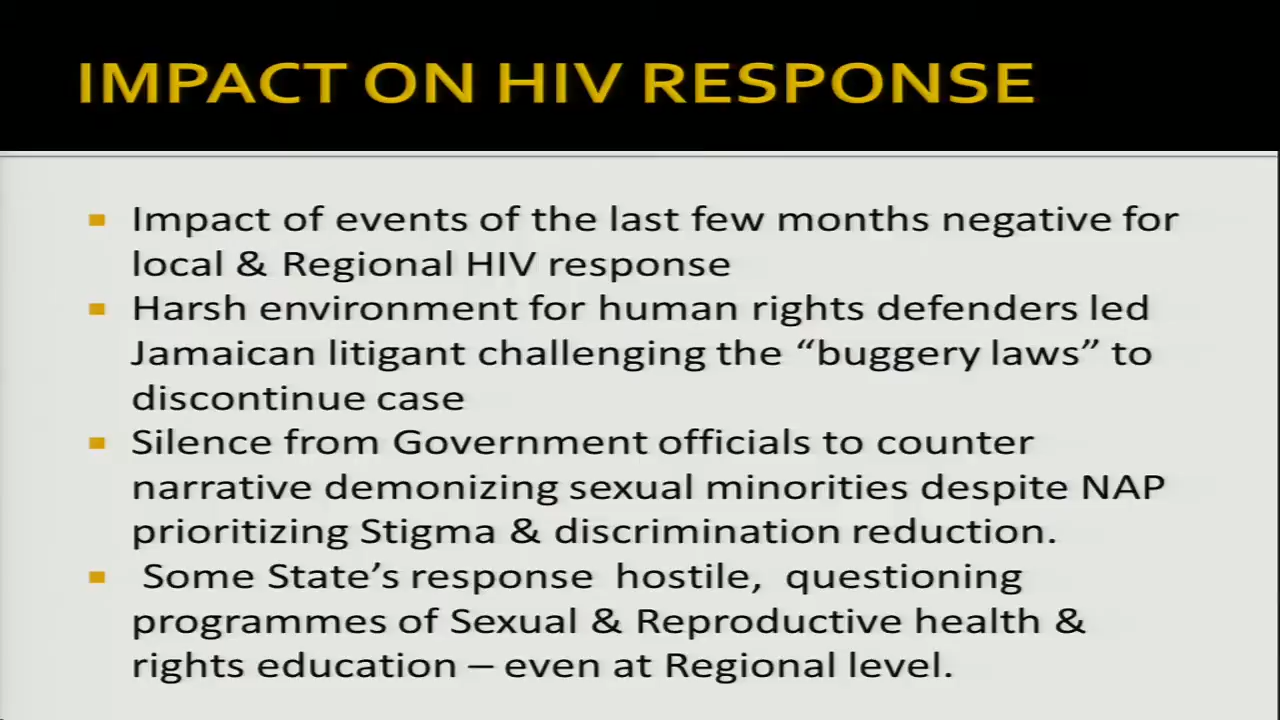 IMPACT ON HIV RESPONSE
Impact of events of the last few months negative for
local & Regional HIV response
Harsh environment for human rights defenders led
Jamaican litigant challenging the “buggery laws” to
discontinue case
Silence from Government officials to counter
narrative demonizing sexual minorities despite NAP
prioritizing Stigma & discrimination reduction.
Some State’s response hostile, questioning
programmes of Sexual & Reproductive health &
rights education – even at Regional level.